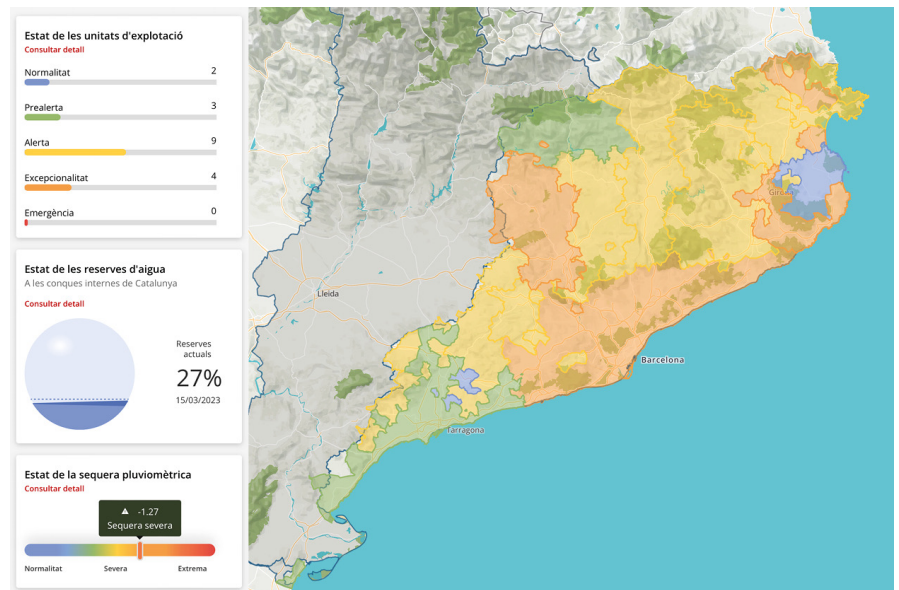 Estat de les unitats d'explotació
Consultar detall
Normalitat 2
Prealerta 3
Alerta 9
Excepcionalitat 4
Emergència 0
Estat de les reserves d'aigua
A les conques internes de Catalunya
Consultar detall
Reserves
actuals
27%
15/03/2023
Estat de la sequera pluviomètrica
Consultar detall
-1.27
Sequera severa
Normalitat Severa Extrema
Girona
Lleida
Barcelona
Tarragona